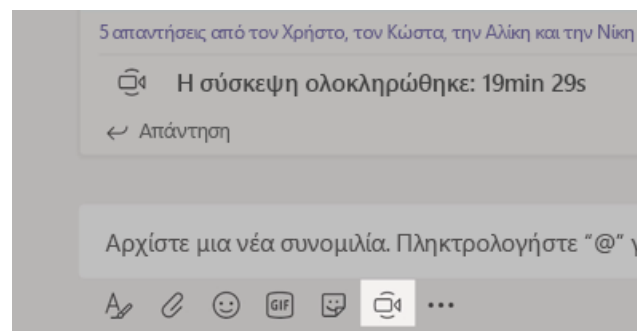 5 απαντήσεις από τον Χρήστο, τον Κώστα, την Αλίκη και την Νίκη
Η σύσκεψη ολοκληρώθηκε: 19min 29s
Απάντηση
Αρχίστε μια νέα συνομιλία. Πληκτρολογήστε “@”
GIF